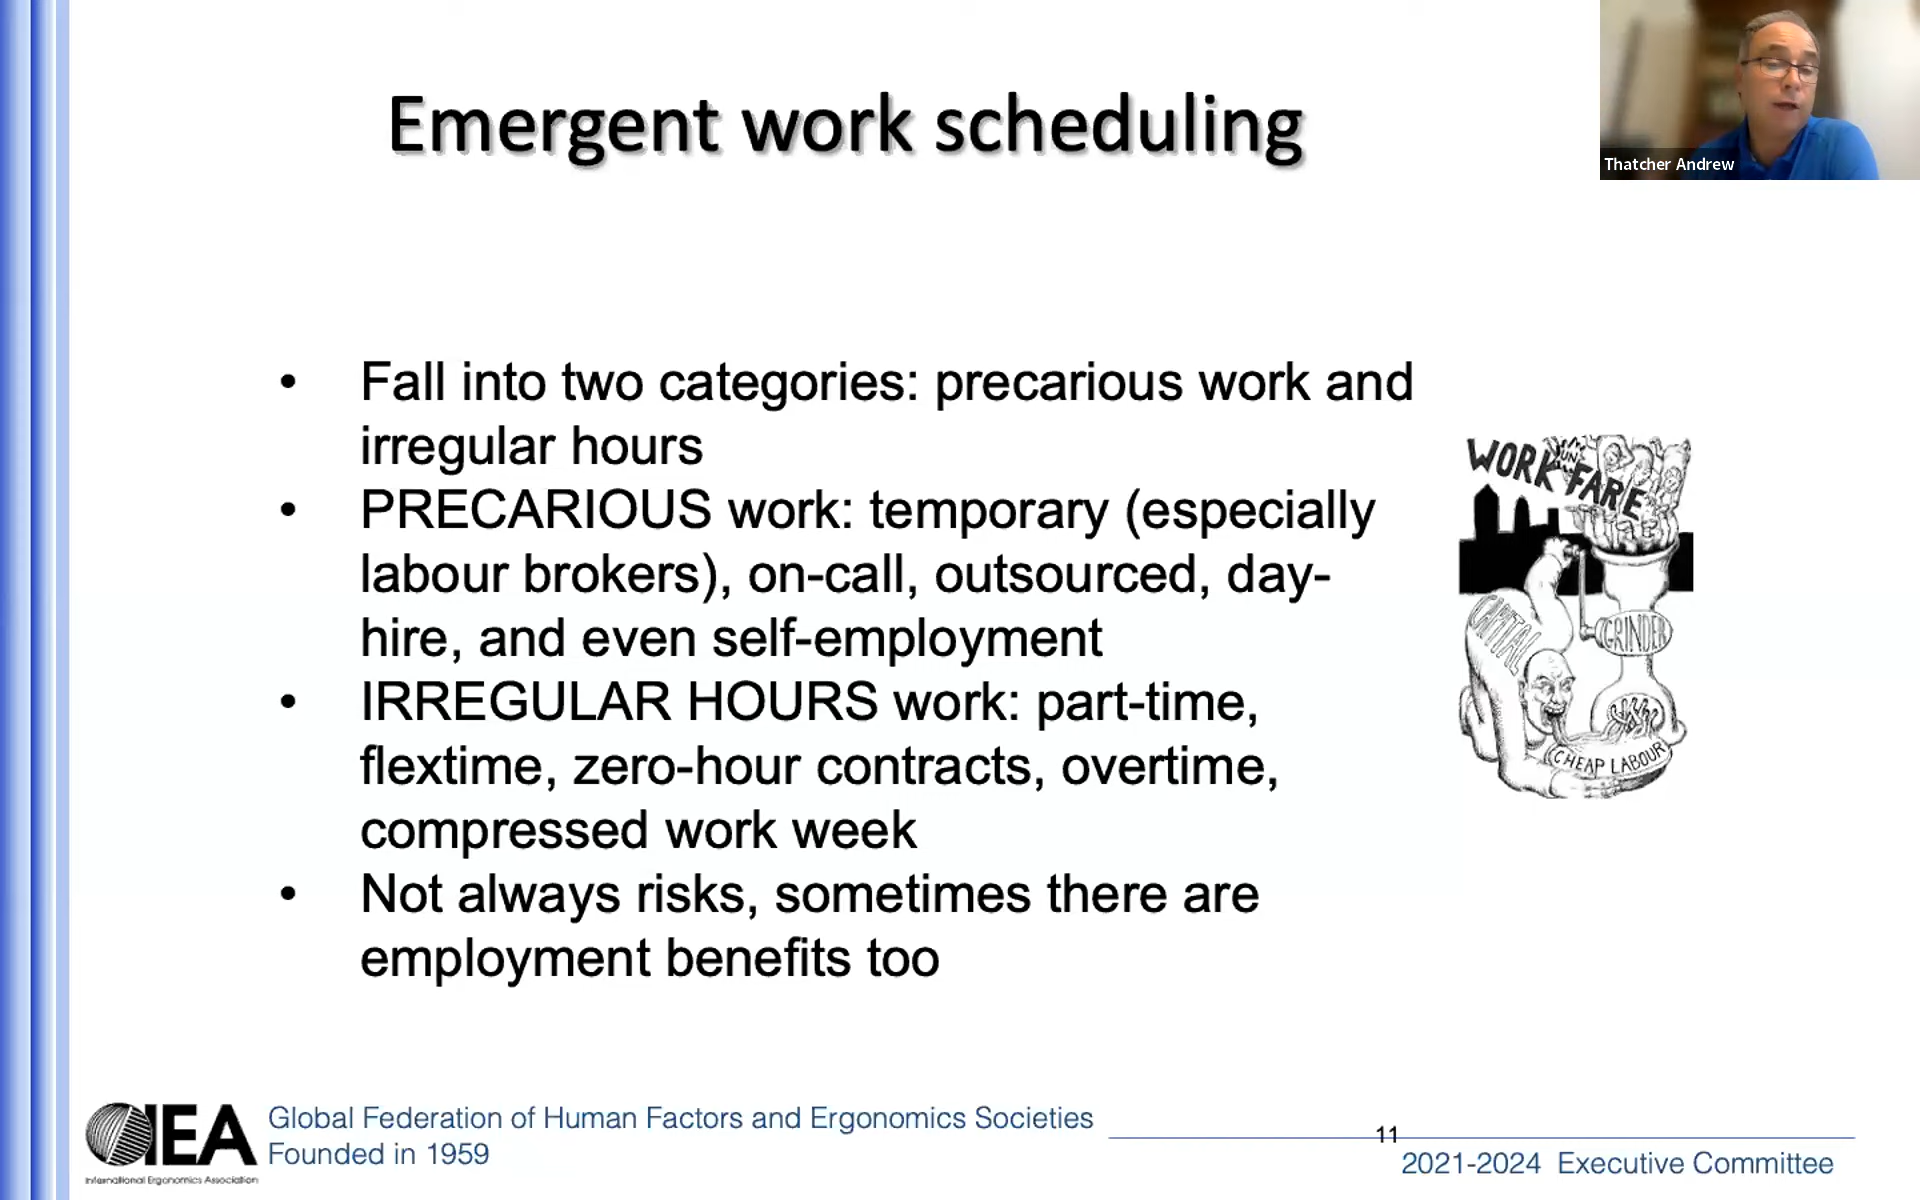 Emergent work scheduling
Thatcher Andrew
• Fall into two categories: precarious work and
irregular hours
• PRECARIOUS work: temporary (especially
labour brokers), on-call, outsourced, day-
hire, and even self-employment
• IRREGULAR HOURS work: part-time,
flextime, zero-hour contracts, overtime,
compressed work week
• Not always risks, sometimes there are
employment benefits too
WORK FARE
CAPITAL
GRINDER
CHEAP LABOUR
IEA
International Ergonomics Association
Global Federation of Human Factors and Ergonomics Societies
Founded in 1959
11
2021-2024 Executive Committee